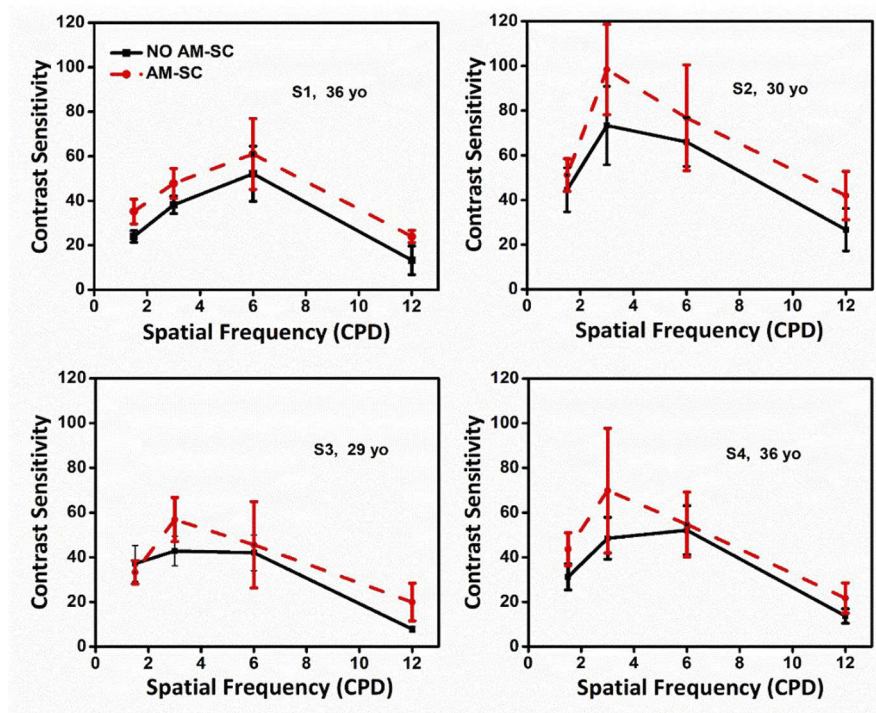 120
100
80
60
40
20
0
Contrast Sensitivity
NO AM-SC
AM-SC
S1, 36 yo
0 2 4 6 8 10 12
Spatial Frequency (CPD)
120
100
80
60
40
20
0
Contrast Sensitivity
S2, 30 yo
0 2 4 6 8 10 12
Spatial Frequency (CPD)
120
100
80
60
40
20
0
Contrast Sensitivity
S3, 29 yo
0 2 4 6 8 10 12
Spatial Frequency (CPD)
120
100
80
60
40
20
0
Contrast Sensitivity
S4, 36 yo
0 2 4 6 8 10 12
Spatial Frequency (CPD)